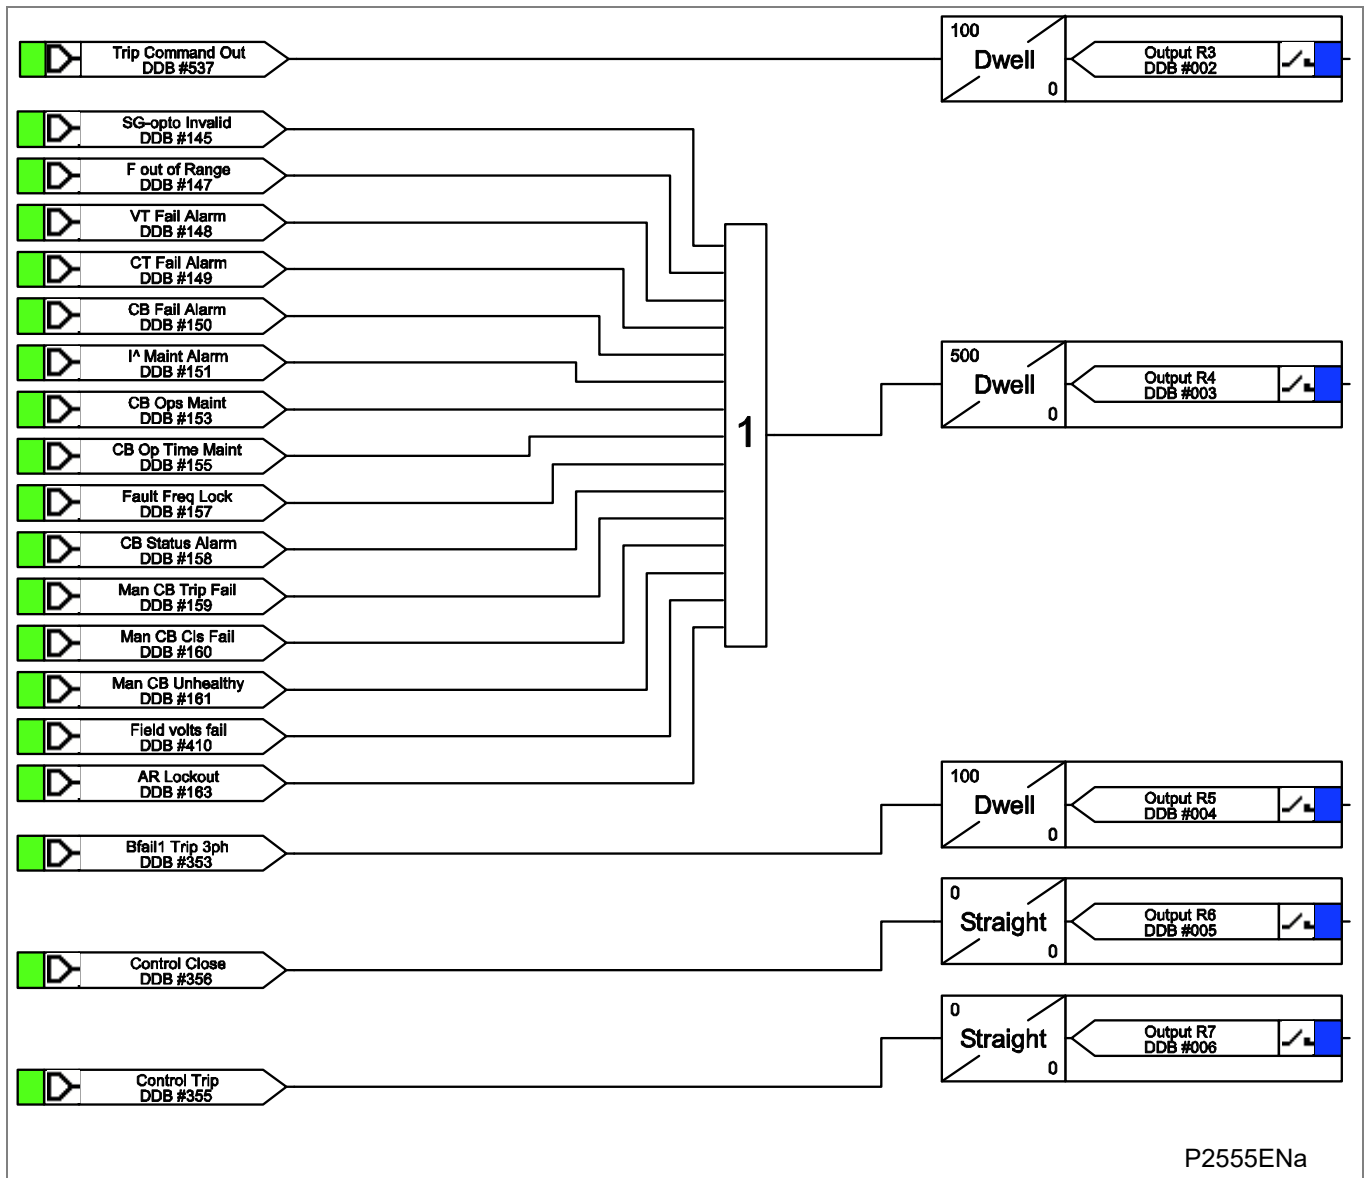 Trip Command Out
DDB #537
100
Dwell
0
Output R3
DDB #002
SG-opto Invalid
DDB #145
F out of Range
DDB #147
VT Fail Alarm
DDB #148
CT Fail Alarm
DDB #149
CB Fail Alarm
DDB #150
I^ Maint Alarm
DDB #151
CB Ops Maint
DDB #153
CB Op Time Maint
DDB #155
Fault Freq Lock
DDB #157
CB Status Alarm
DDB #158
Man CB Trip Fail
DDB #159
Man CB Cls Fail
DDB #160
Man CB Unhealthy
DDB #161
Field volts fail
DDB #410
AR Lockout
DDB #163
1
500
Dwell
0
Output R4
DDB #003
Bfail1 Trip 3ph
DDB #353
100
Dwell
0
Output R5
DDB #004
Control Close
DDB #356
0
Straight
0
Output R6
DDB #005
Control Trip
DDB #355
0
Straight
0
Output R7
DDB #006
P2555ENa